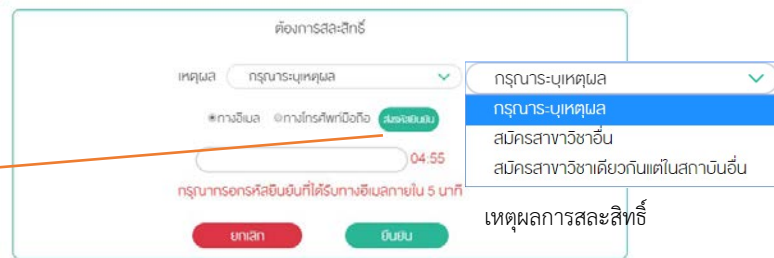 ต้องการสละสิทธิ์
เหตุผล กรุณาระบุเหตุผล
กรุณาระบุเหตุผล
กรุณาระบุเหตุผล
สมัครสาขาวิชาอื่น
สมัครสาขาวิชาเดียวกันแต่ในสถาบันอื่น
ทางอีเมล ทางโทรศัพท์มือถือ ส่งรหัสยืนยัน
04:55
กรุณากรอกรหัสยืนยันที่ได้รับทางอีเมลภายใน 5 นาที
เหตุผลการสละสิทธิ์
ยกเลิก ยืนยัน